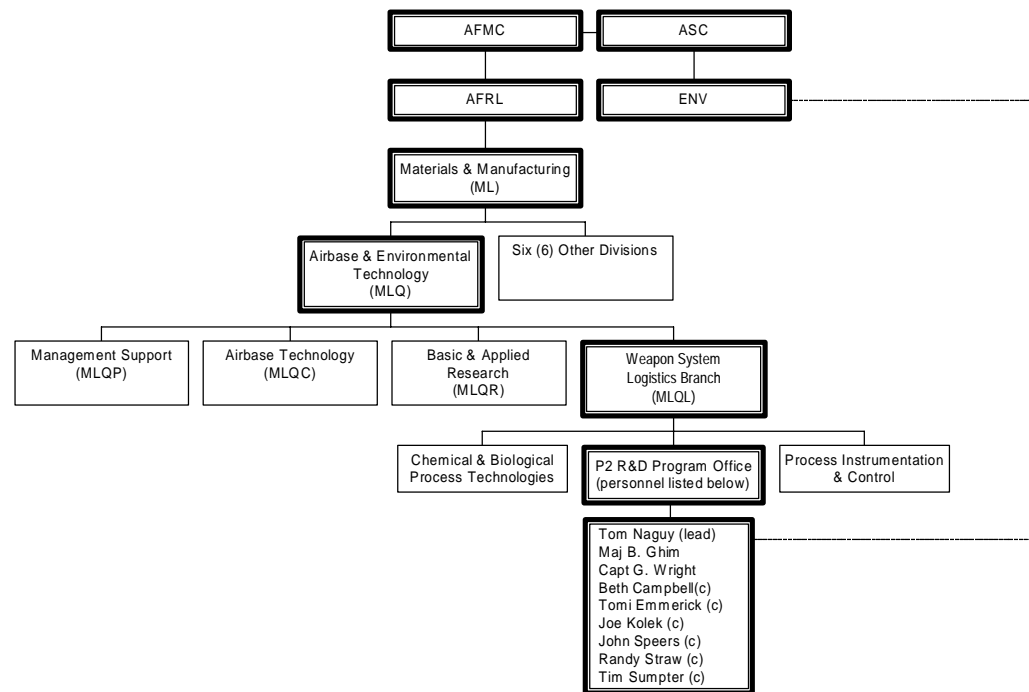 AFMC
ASC
AFRL
ENV
Materials & Manufacturing
(ML)
Airbase & Environmental
Technology
(MLQ)
Six (6) Other Divisions
Management Support
(MLQP)
Airbase Technology
(MLQC)
Basic & Applied
Research
(MLQR)
Weapon System
Logistics Branch
(MLQL)
Chemical & Biological
Process Technologies
P2 R&D Program Office
(personnel listed below)
Process Instrumentation
& Control
Tom Naguy (lead)
Maj B. Ghim
Capt G. Wright
Beth Campbell(c)
Tomi Emmerick (c)
Joe Kolek (c)
John Speers (c)
Randy Straw (c)
Tim Sumpter (c)